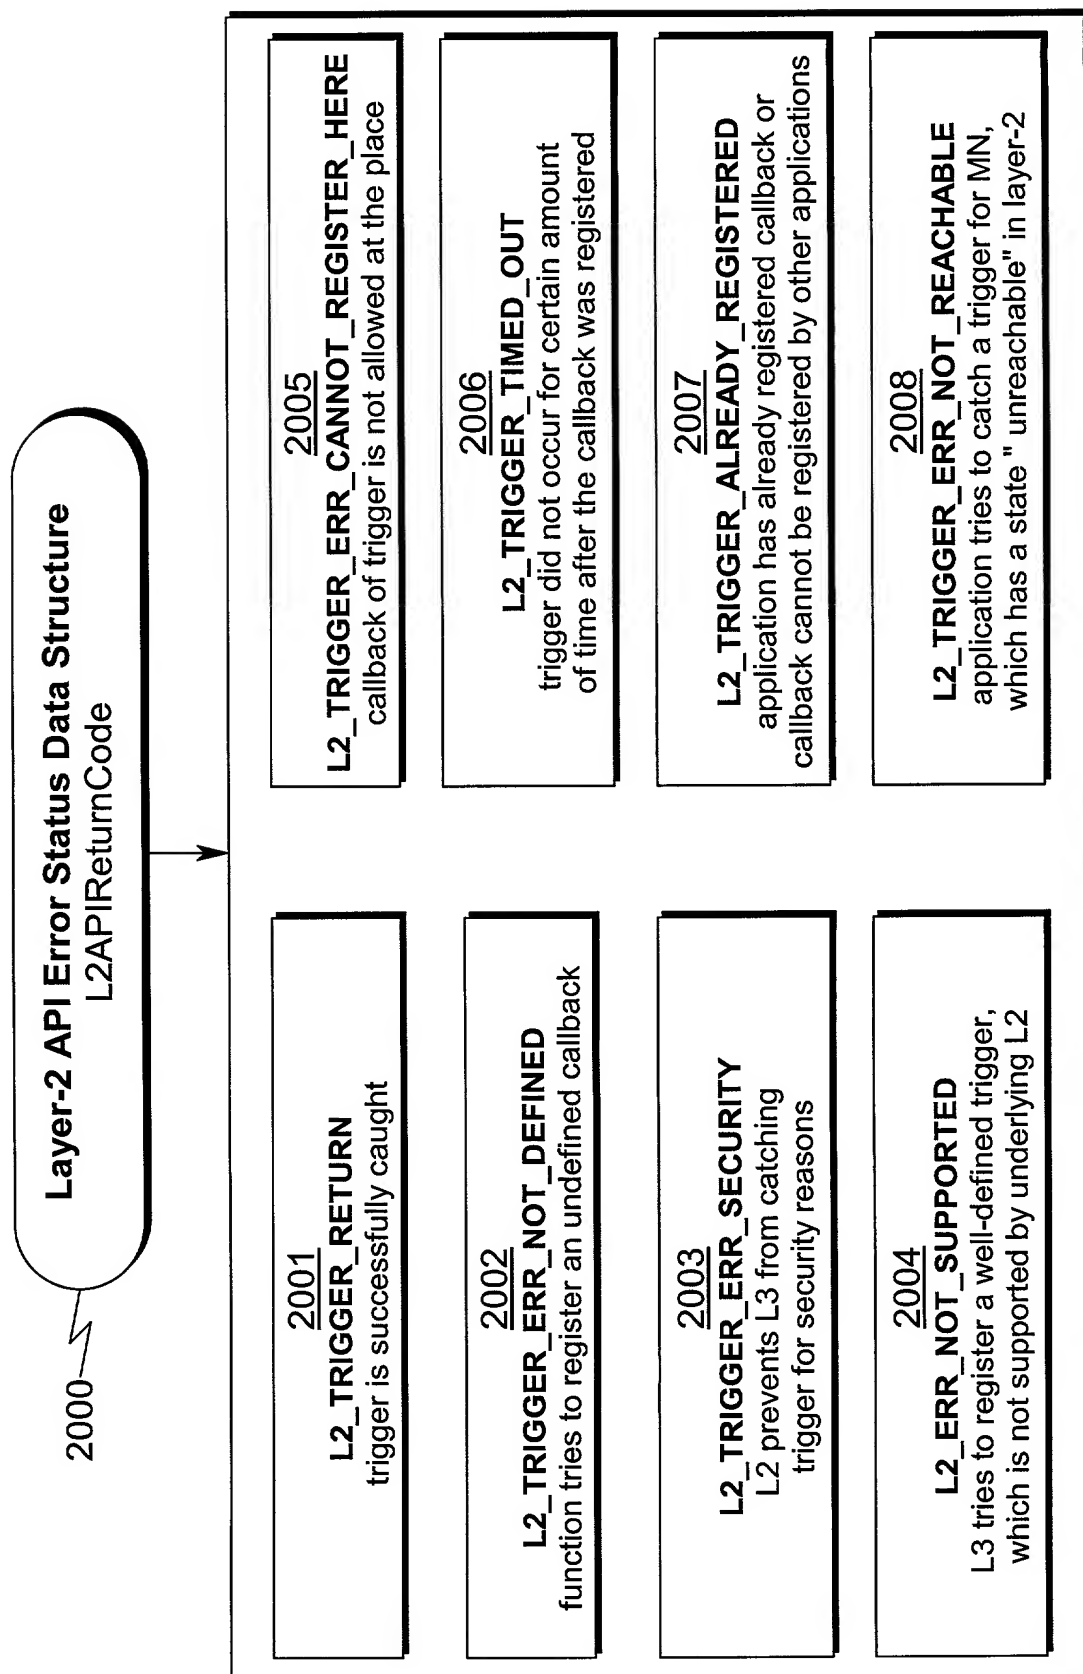 Layer-2 API Error Status Data Structure
L2APIReturnCode
2000
2001
L2_TRIGGER_RETURN
trigger is successfully caught
2002
L2_TRIGGER_ERR_NOT_DEFINED
function tries to register an undefined callback
2003
L2_TRIGGER_ERR_SECURITY
L2 prevents L3 from catching
trigger for security reasons
2004
L2_ERR_NOT_SUPPORTED
L3 tries to register a well-defined trigger,
which is not supported by underlying L2
2005
L2_TRIGGER_ERR_CANNOT_REGISTER_HERE
callback of trigger is not allowed at the place
2006
L2_TRIGGER_TIMED_OUT
trigger did not occur for certain amount
of time after the callback was registered
2007
L2_TRIGGER_ALREADY_REGISTERED
application has already registered callback or
callback cannot be registered by other applications
2008
L2_TRIGGER_ERR_NOT_REACHABLE
application tries to catch a trigger for MN,
which has a state " unreachable" in layer-2